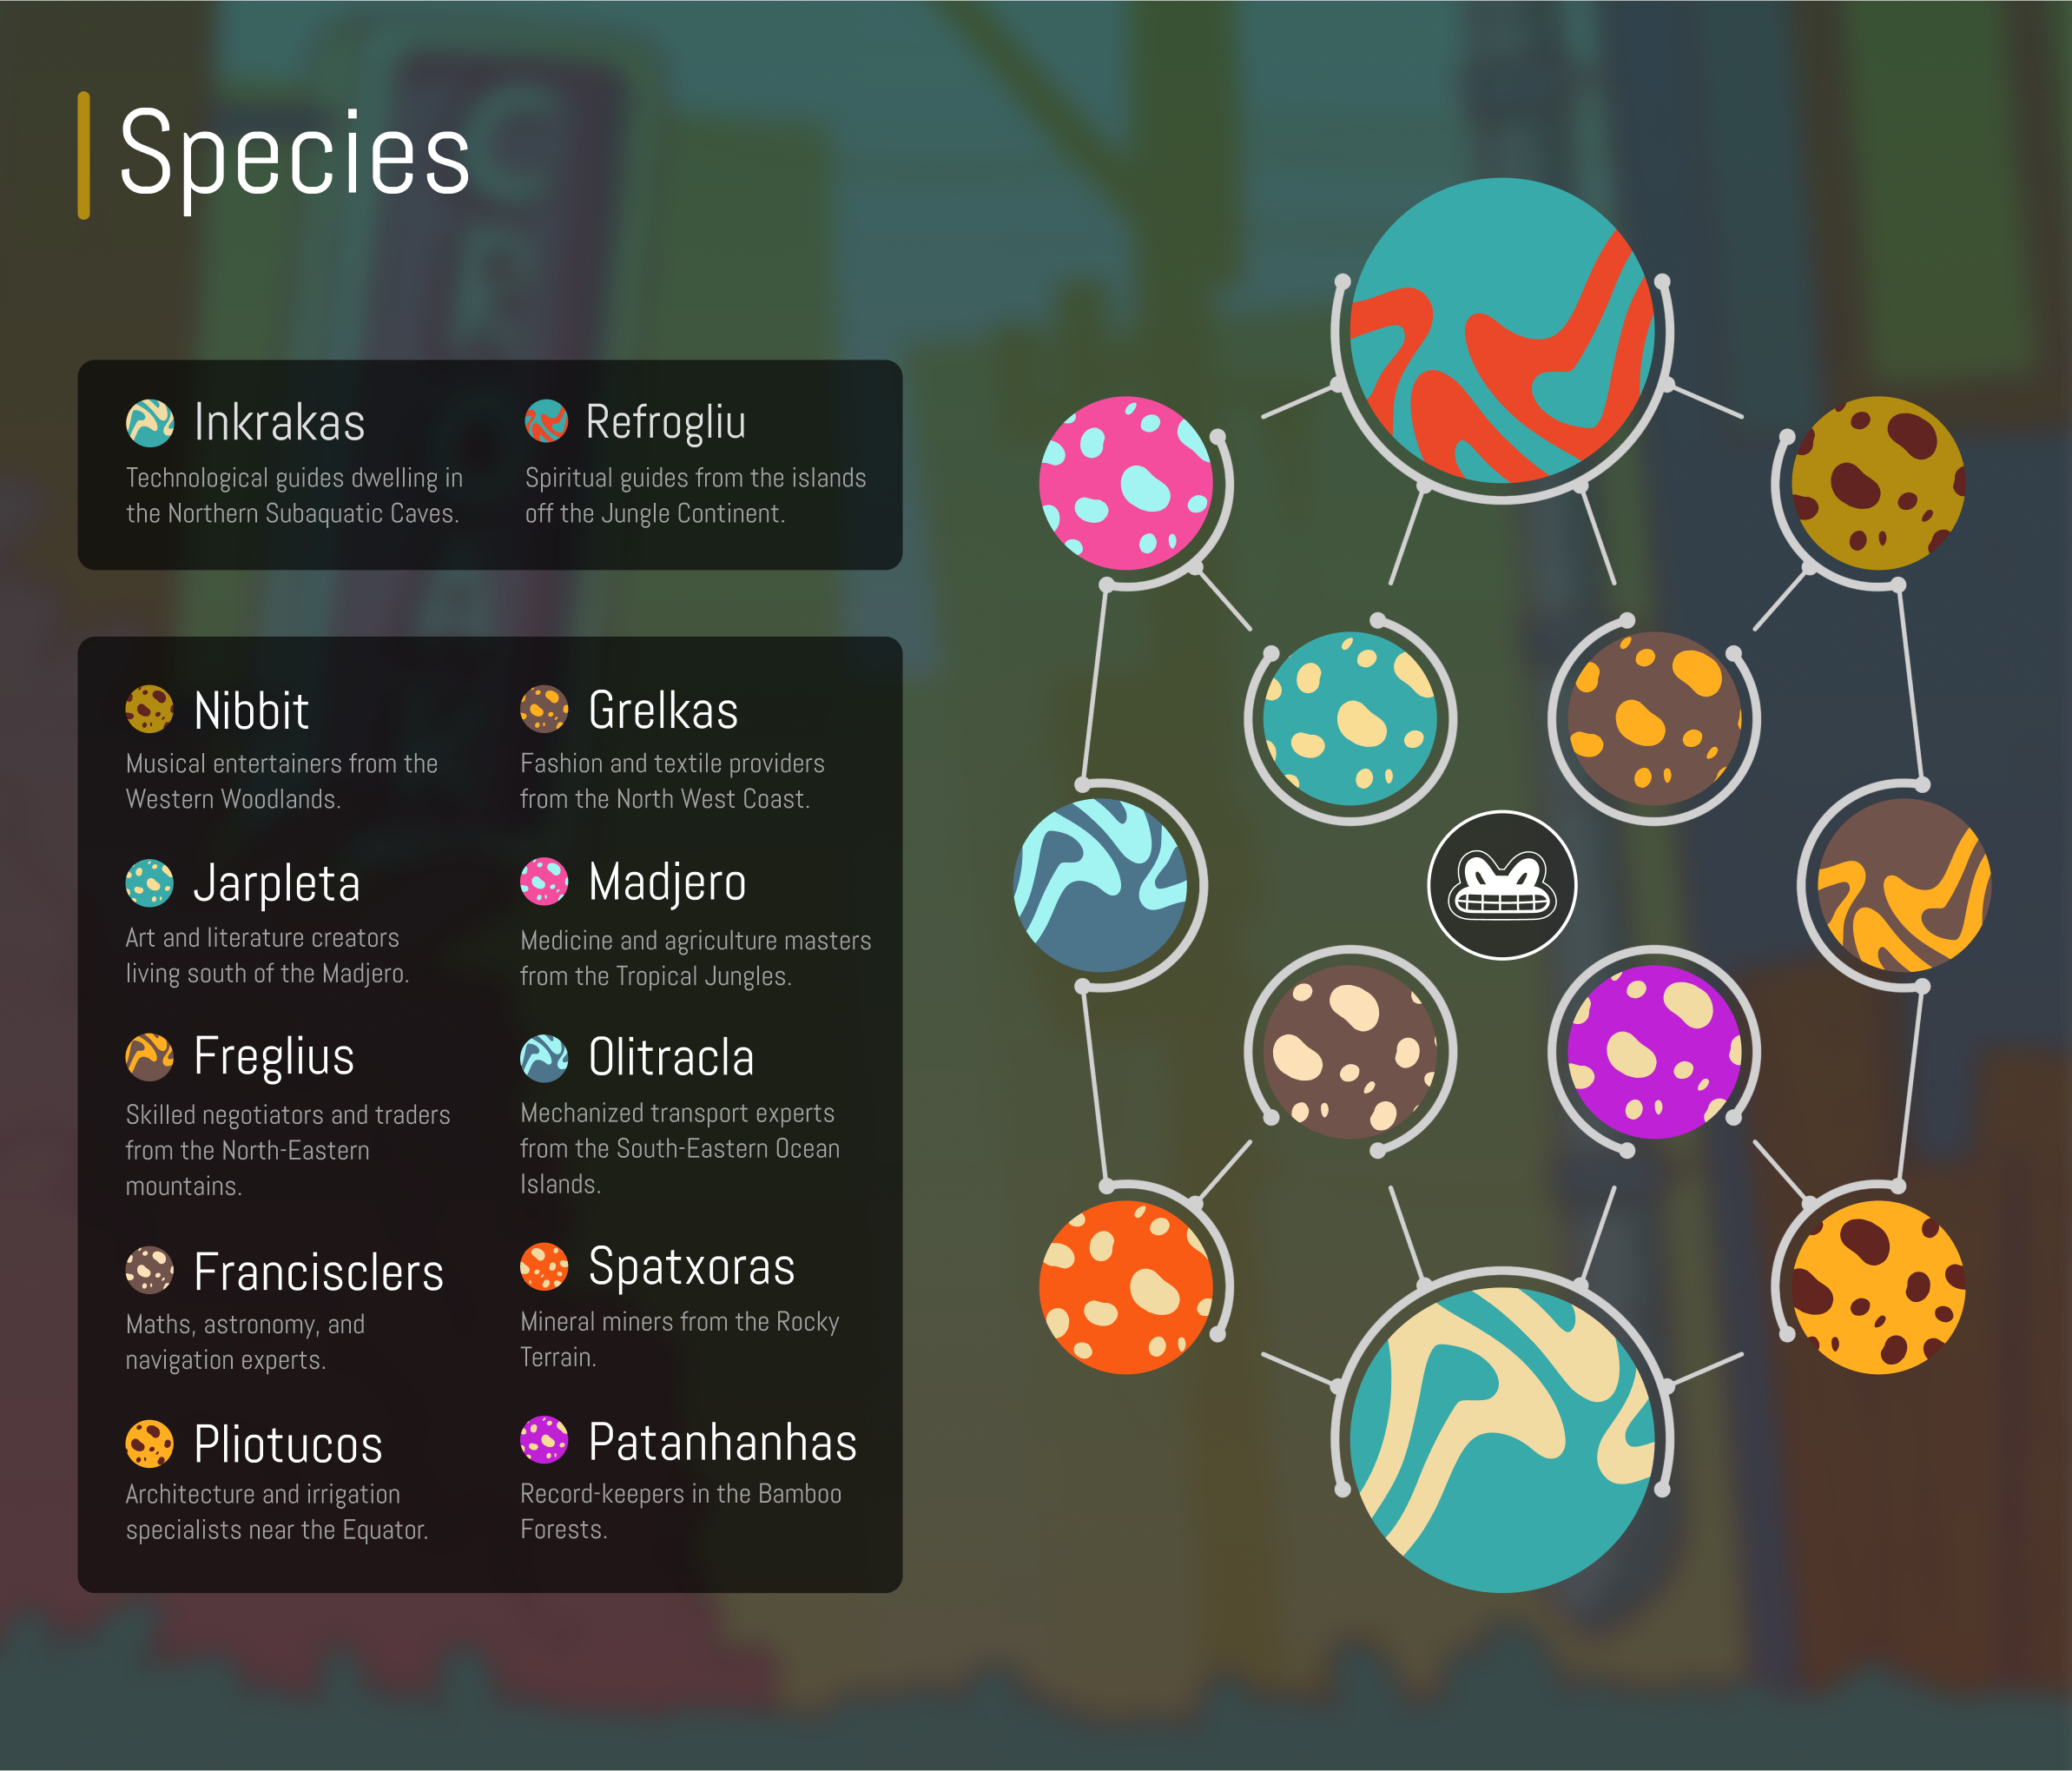 Species
Inkrakas
Technological guides dwelling in
the Northern Subaquatic Caves.
Refrogliu
Spiritual guides from the islands
off the Jungle Continent.
Nibbit
Musical entertainers from the
Western Woodlands.
Grelkas
Fashion and textile providers
from the North West Coast.
Jarpleta
Art and literature creators
living south of the Madjero.
Madjero
Medicine and agriculture masters
from the Tropical Jungles.
Freglius
Skilled negotiators and traders
from the North-Eastern
mountains.
Olitracla
Mechanized transport experts
from the South-Eastern Ocean
Islands.
Francisclers
Maths, astronomy, and
navigation experts.
Spatxoras
Mineral miners from the Rocky
Terrain.
Pliotucos
Architecture and irrigation
specialists near the Equator.
Patanhanhas
Record-keepers in the Bamboo
Forests.